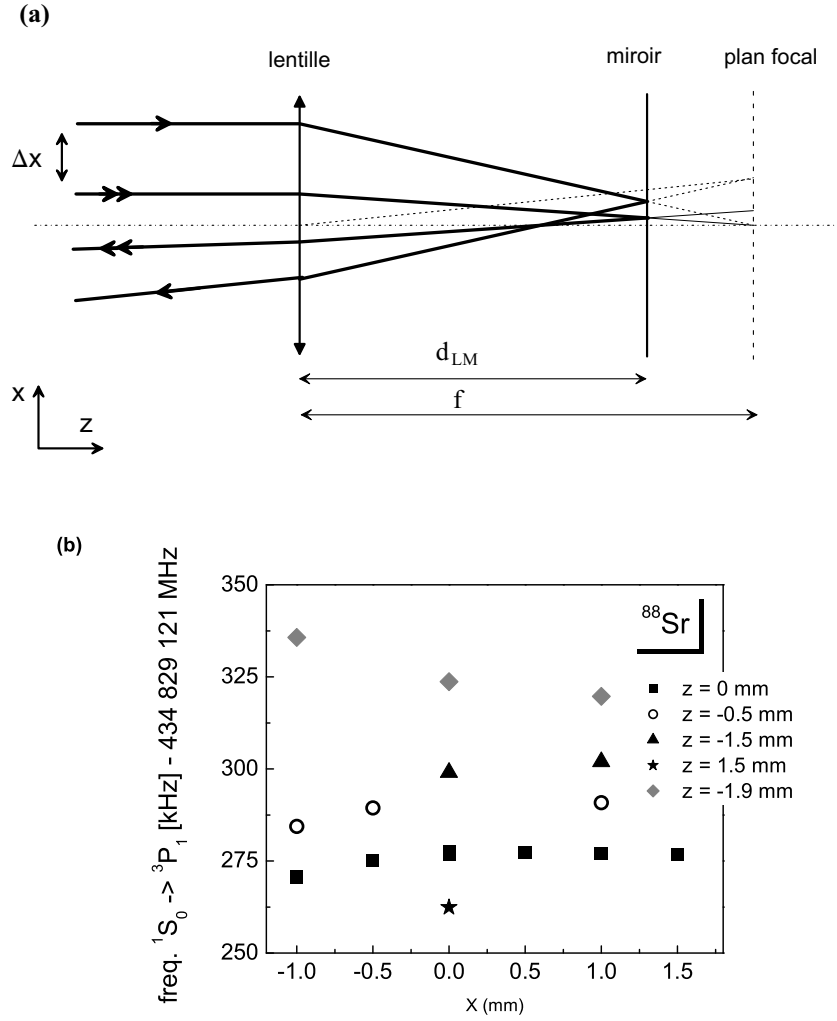 (a)
lentille
miroir
plan focal
Δx
d_LM
f
x
z
(b)
freq. ¹S₀ -> ³P₁ [kHz] - 434 829 121 MHz
350
325
300
275
250
⁸⁸Sr
z = 0 mm
z = -0.5 mm
z = -1.5 mm
z = 1.5 mm
z = -1.9 mm
-1.0 -0.5 0.0 0.5 1.0 1.5
X (mm)